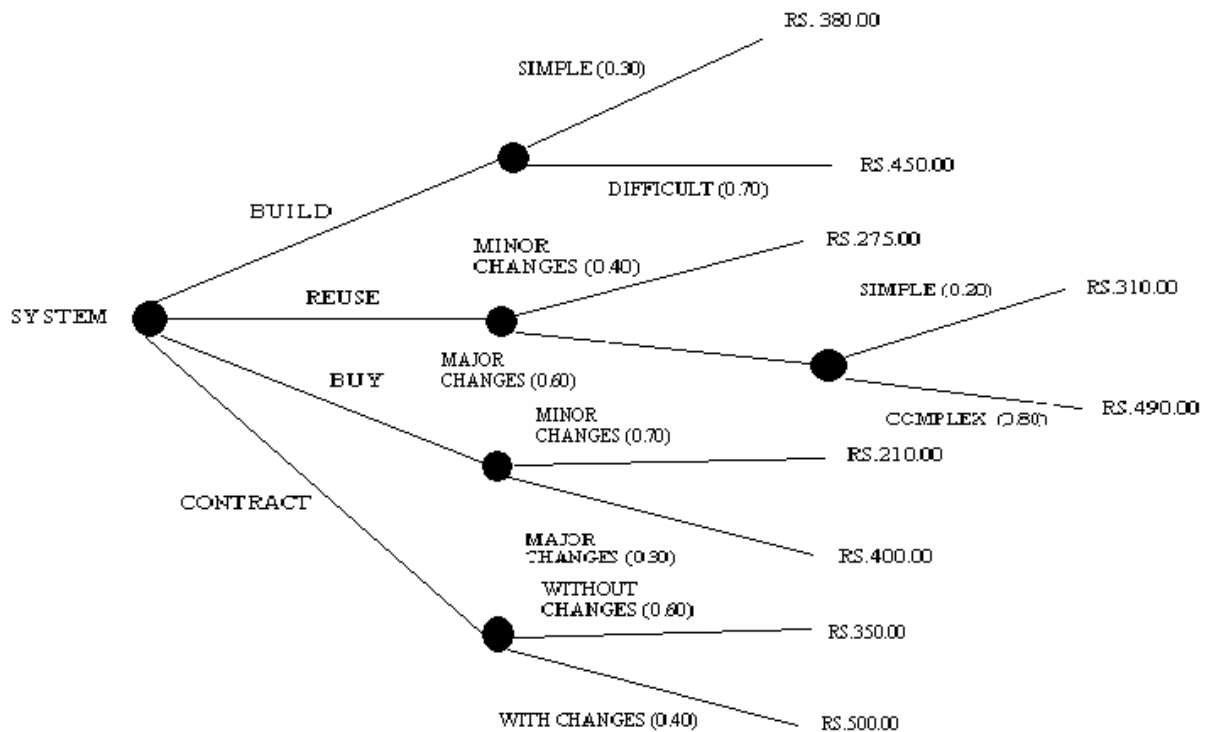 RS. 380.00
SIMPLE (0.30)
RS.450.00
DIFFICULT (0.70)
BUILD
RS.275.00
MINOR
CHANGES (0.40)
SIMPLE (0.20)
RS.310.00
REUSE
SYSTEM
MAJOR
CHANGES (0.60)
BUY
RS.490.00
COMPLEX (0.80)
MINOR
CHANGES (0.70)
RS.210.00
CONTRACT
MAJOR
CHANGES (0.30)
RS.400.00
WITHOUT
CHANGES (0.60)
RS.350.00
WITH CHANGES (0.40)
RS.500.00